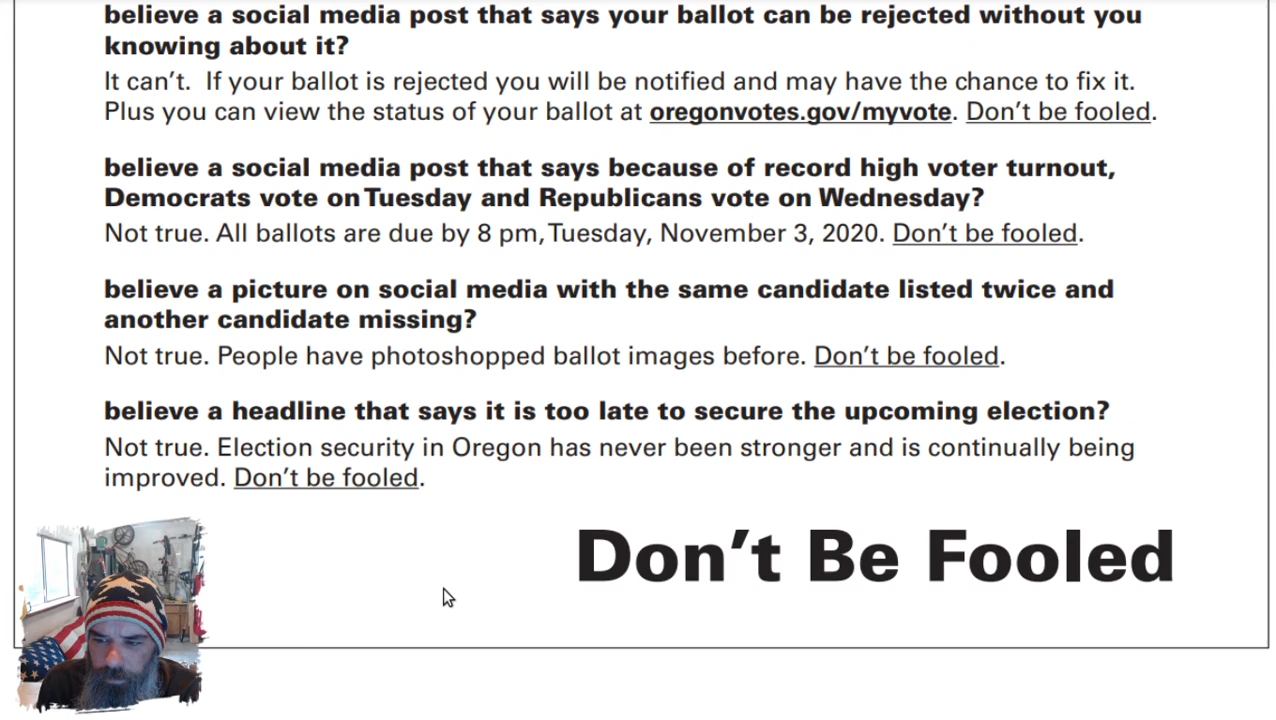 believe a social media post that says your ballot can be rejected without you
knowing about it?
It can't. If your ballot is rejected you will be notified and may have the chance to fix it.
Plus you can view the status of your ballot at oregonvotes.gov/myvote. Don't be fooled.
believe a social media post that says because of record high voter turnout,
Democrats vote on Tuesday and Republicans vote on Wednesday?
Not true. All ballots are due by 8 pm, Tuesday, November 3, 2020. Don't be fooled.
believe a picture on social media with the same candidate listed twice and
another candidate missing?
Not true. People have photoshopped ballot images before. Don't be fooled.
believe a headline that says it is too late to secure the upcoming election?
Not true. Election security in Oregon has never been stronger and is continually being
improved. Don't be fooled.
Don't Be Fooled